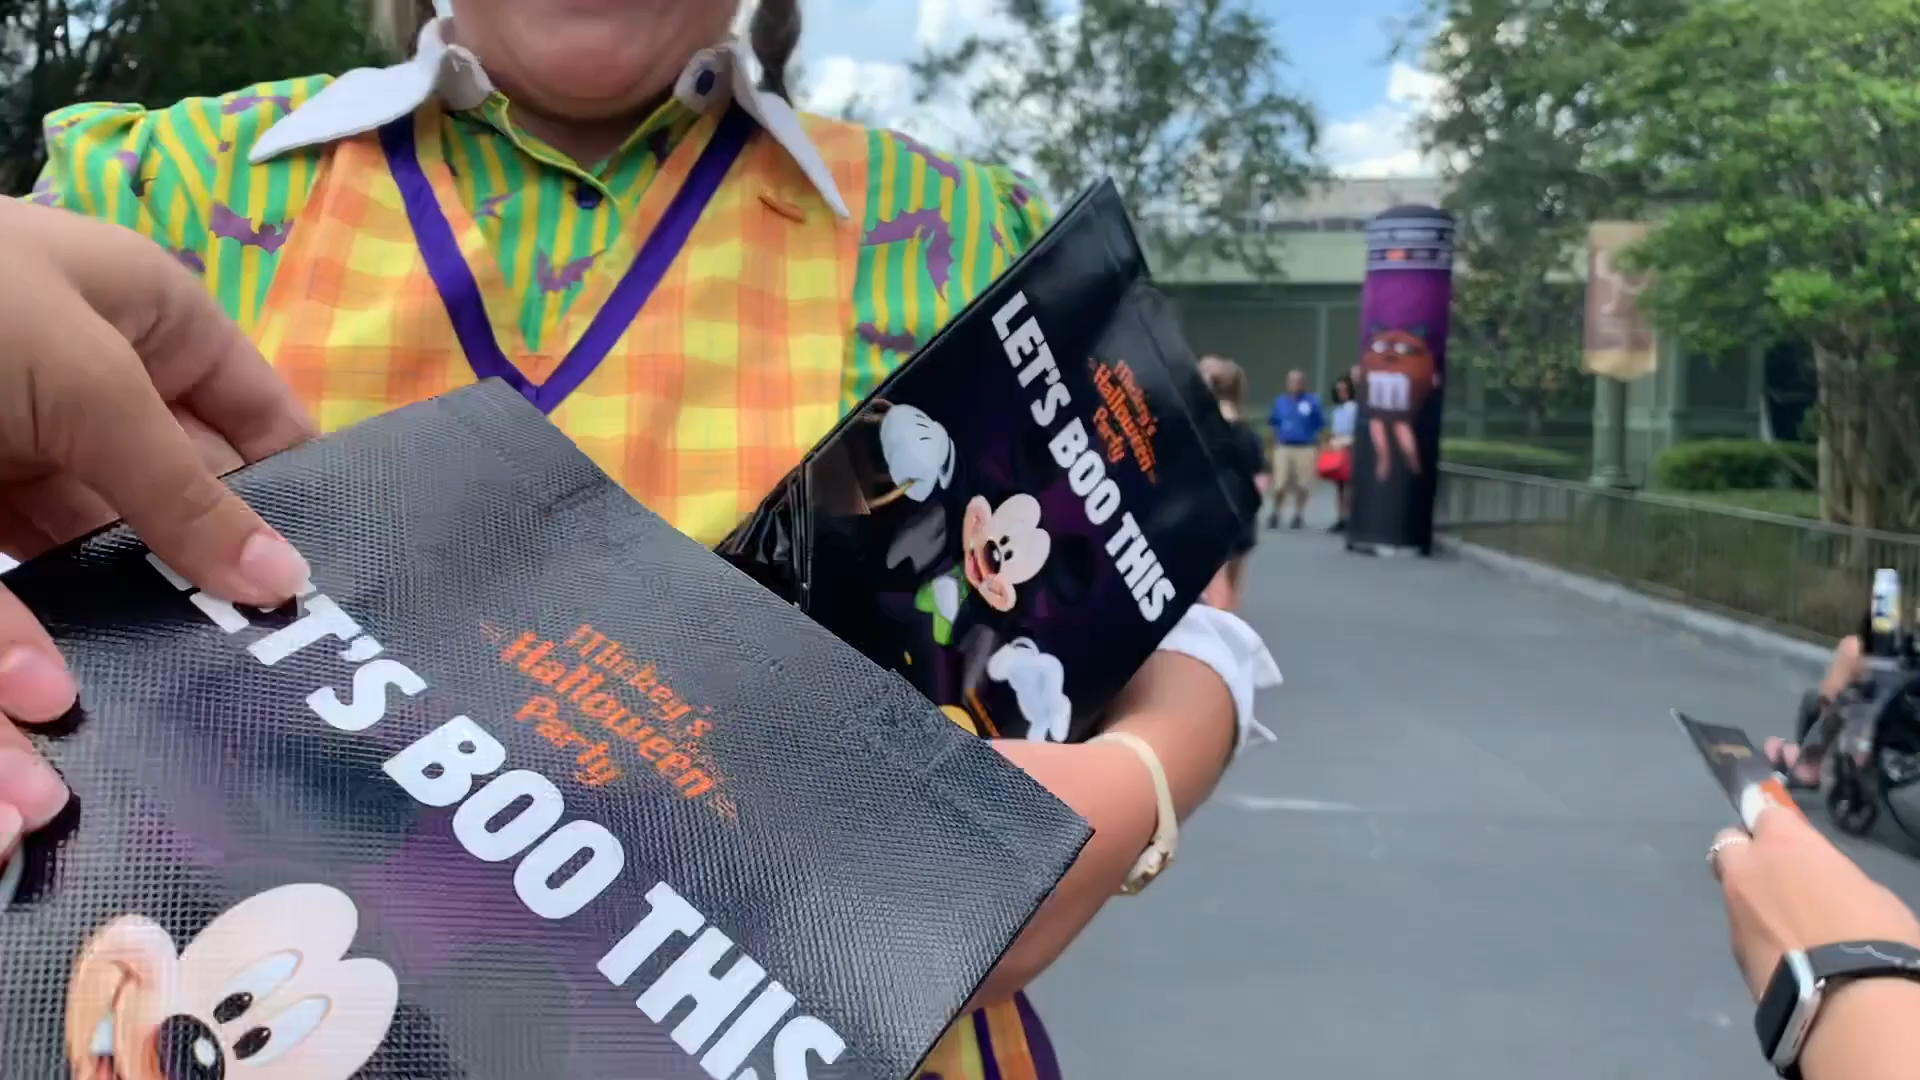 LET'S BOO THIS
Mickey's
Halloween
Party
LET'S BOO THIS
Mickey's
Halloween
Party
m